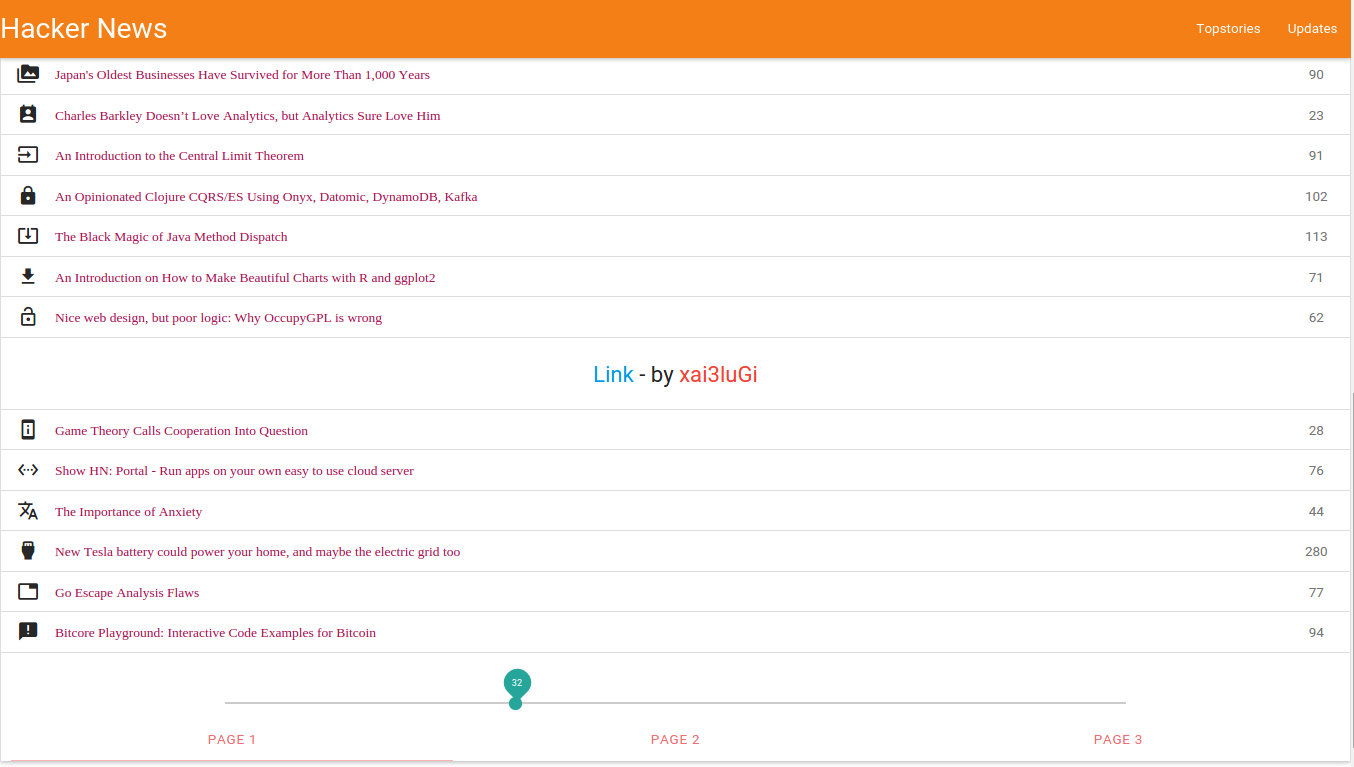 Hacker News
Topstories Updates
Japan's Oldest Businesses Have Survived for More Than 1,000 Years 90
Charles Barkley Doesn’t Love Analytics, but Analytics Sure Love Him 23
An Introduction to the Central Limit Theorem 91
An Opinionated Clojure CQRS/ES Using Onyx, Datomic, DynamoDB, Kafka 102
The Black Magic of Java Method Dispatch 113
An Introduction on How to Make Beautiful Charts with R and ggplot2 71
Nice web design, but poor logic: Why OccupyGPL is wrong 62
Link - by xai3luGi
Game Theory Calls Cooperation Into Question 28
Show HN: Portal - Run apps on your own easy to use cloud server 76
The Importance of Anxiety 44
New Tesla battery could power your home, and maybe the electric grid too 280
Go Escape Analysis Flaws 77
Bitcore Playground: Interactive Code Examples for Bitcoin 94
32
PAGE 1 PAGE 2 PAGE 3